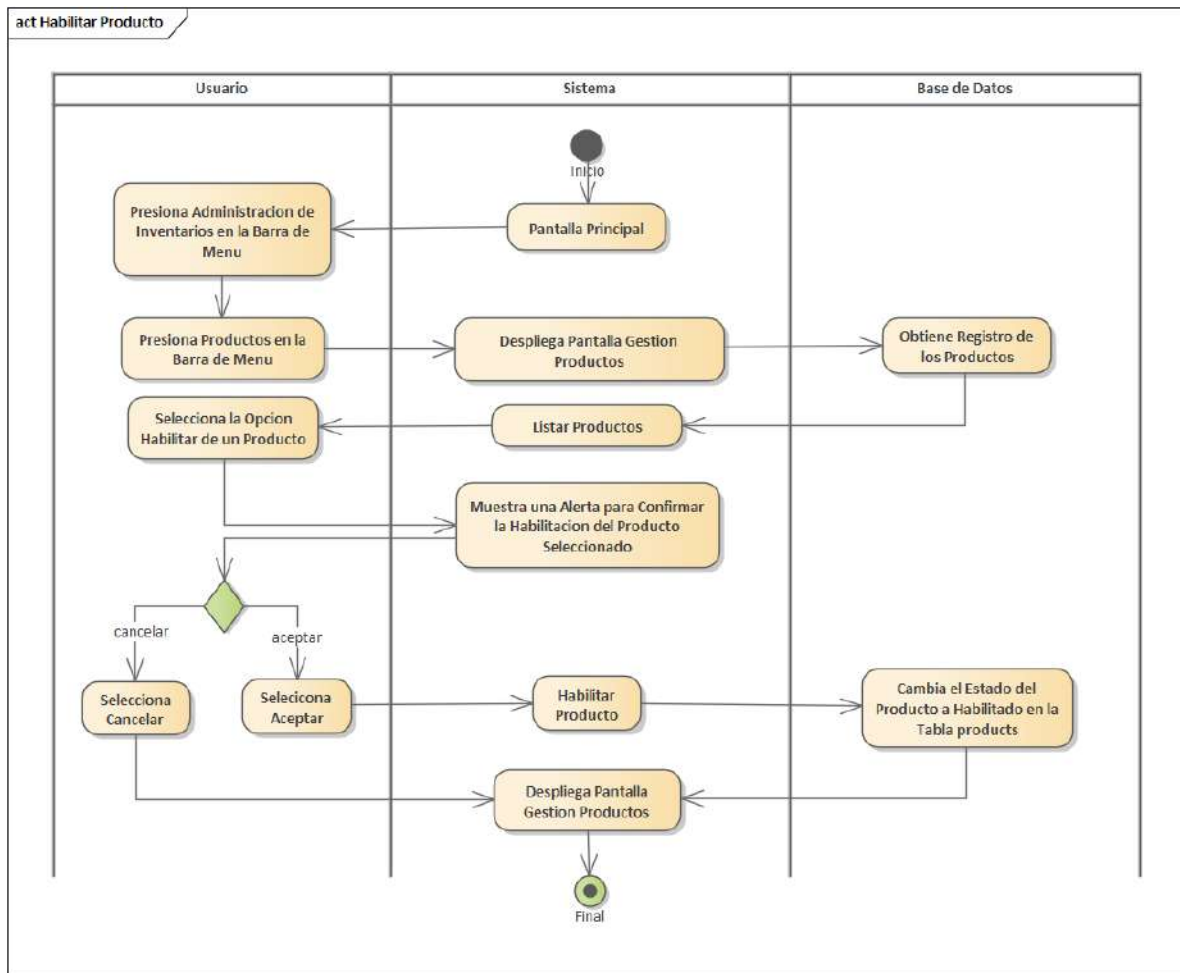 act Habilitar Producto
Usuario
Sistema
Base de Datos
Inicio
Pantalla Principal
Presiona Administracion de
Inventarios en la Barra de
Menu
Presiona Productos en la
Barra de Menu
Despliega Pantalla Gestion
Productos
Obtiene Registro de
los Productos
Listar Productos
Selecciona la Opcion
Habilitar de un Producto
Muestra una Alerta para Confirmar
la Habilitacion del Producto
Seleccionado
cancelar
aceptar
Selecciona
Cancelar
Selecicona
Aceptar
Habilitar
Producto
Cambia el Estado del
Producto a Habilitado en la
Tabla products
Despliega Pantalla
Gestion Productos
Final